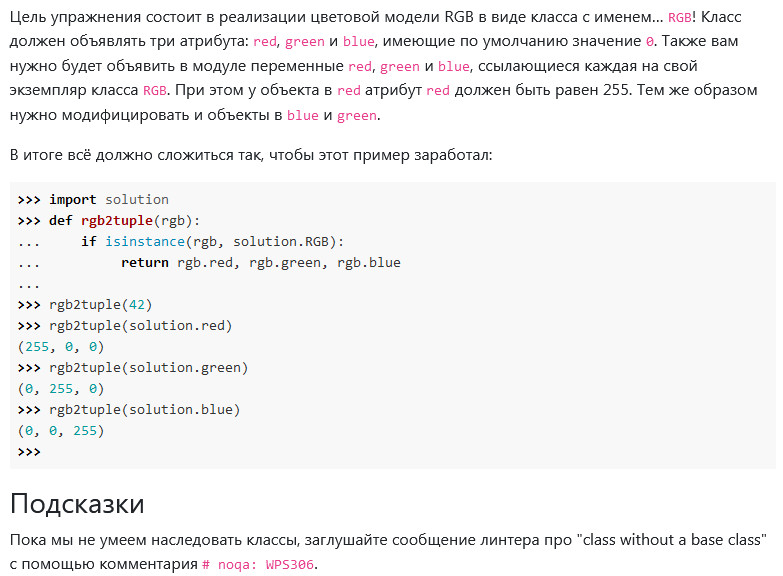 Цель упражнения состоит в реализации цветовой модели RGB в виде класса с именем... RGB! Класс
должен объявлять три атрибута: red, green и blue, имеющие по умолчанию значение 0. Также вам
нужно будет объявить в модуле переменные red, green и blue, ссылающиеся каждая на свой
экземпляр класса RGB. При этом у объекта в red атрибут red должен быть равен 255. Тем же образом
нужно модифицировать и объекты в blue и green.
В итоге всё должно сложиться так, чтобы этот пример заработал:
>>> import solution
>>> def rgb2tuple(rgb):
...     if isinstance(rgb, solution.RGB):
...          return rgb.red, rgb.green, rgb.blue
...
>>> rgb2tuple(42)
>>> rgb2tuple(solution.red)
(255, 0, 0)
>>> rgb2tuple(solution.green)
(0, 255, 0)
>>> rgb2tuple(solution.blue)
(0, 0, 255)
>>>
Подсказки
Пока мы не умеем наследовать классы, заглушайте сообщение линтера про "class without a base class"
с помощью комментария # noqa: WPS306.